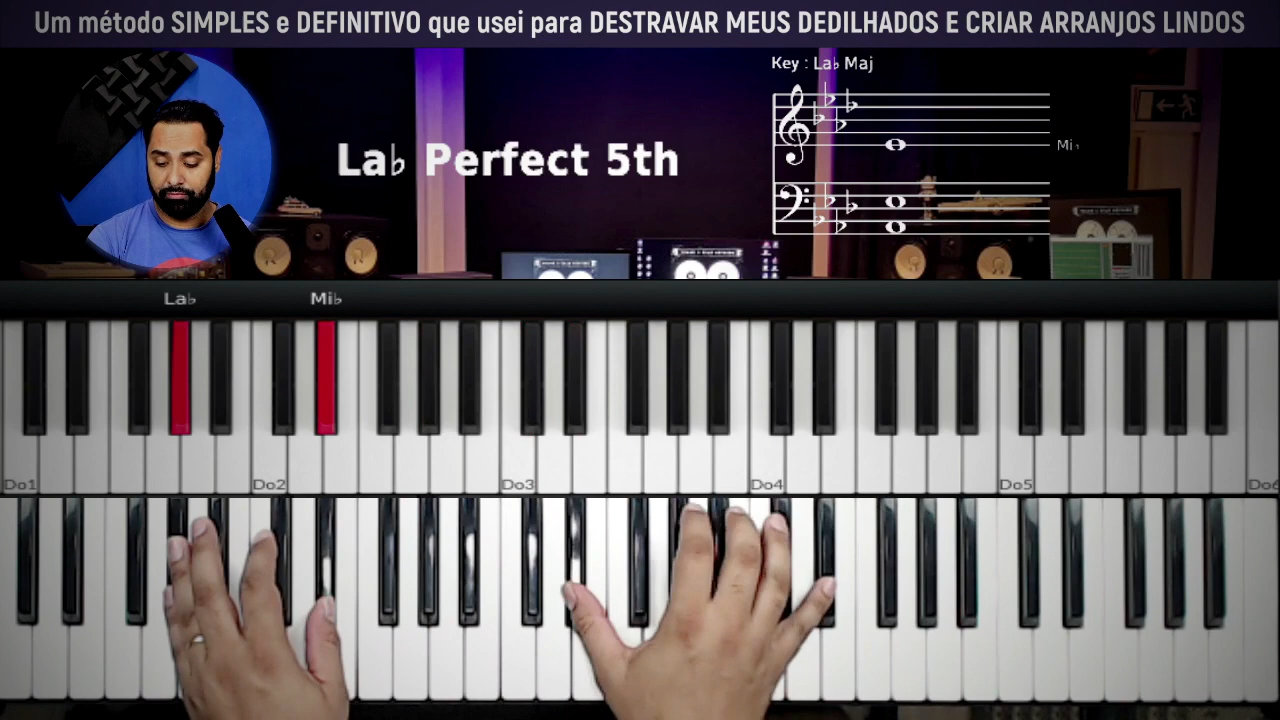 Um método SIMPLES e DEFINITIVO que usei para DESTRAVAR MEUS DEDILHADOS E CRIAR ARRANJOS LINDOS
Key : La♭ Maj
La♭ Perfect 5th
La♭ Mi♭
Do1 Do2 Do3 Do4 Do5 Do6